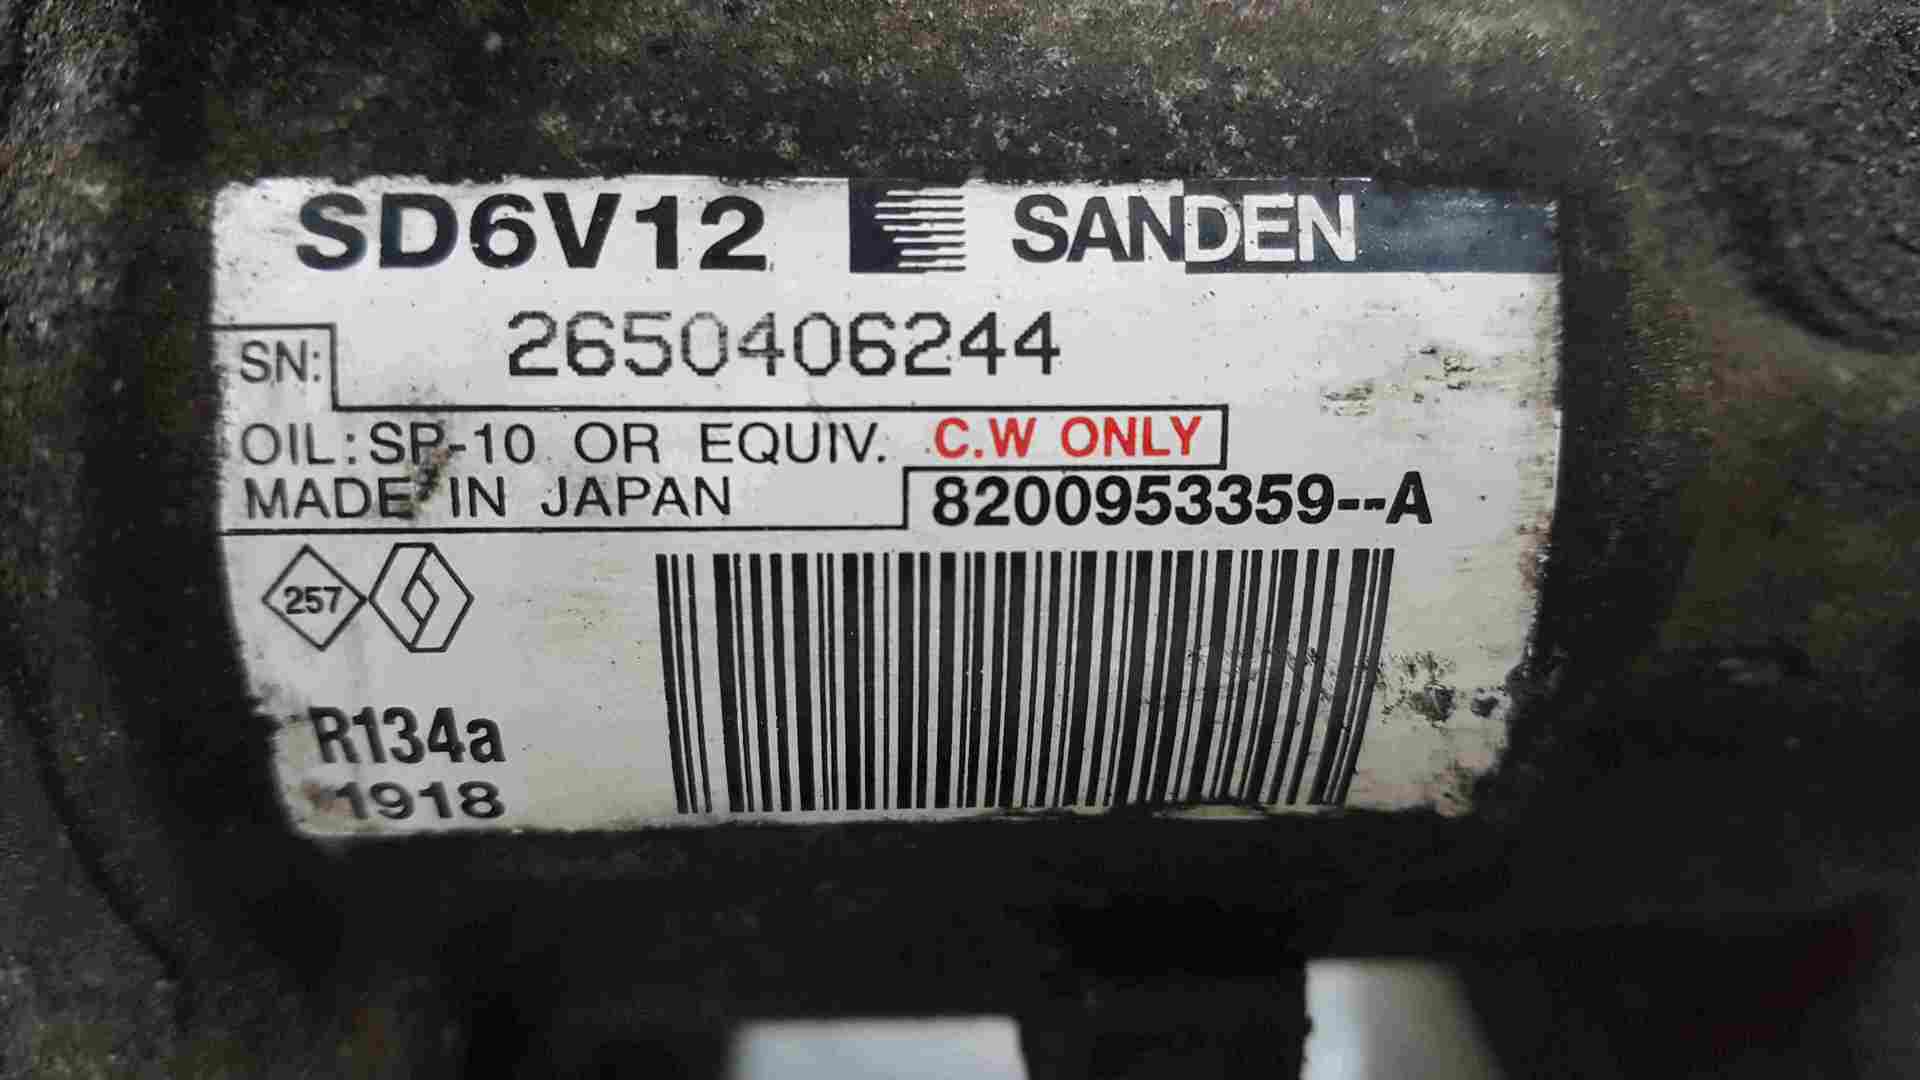 SD6V12 SANDEN
SN: 2650406244
OIL: SP-10 OR EQUIV. C.W ONLY
MADE IN JAPAN 8200953359--A
257
R134a
1918